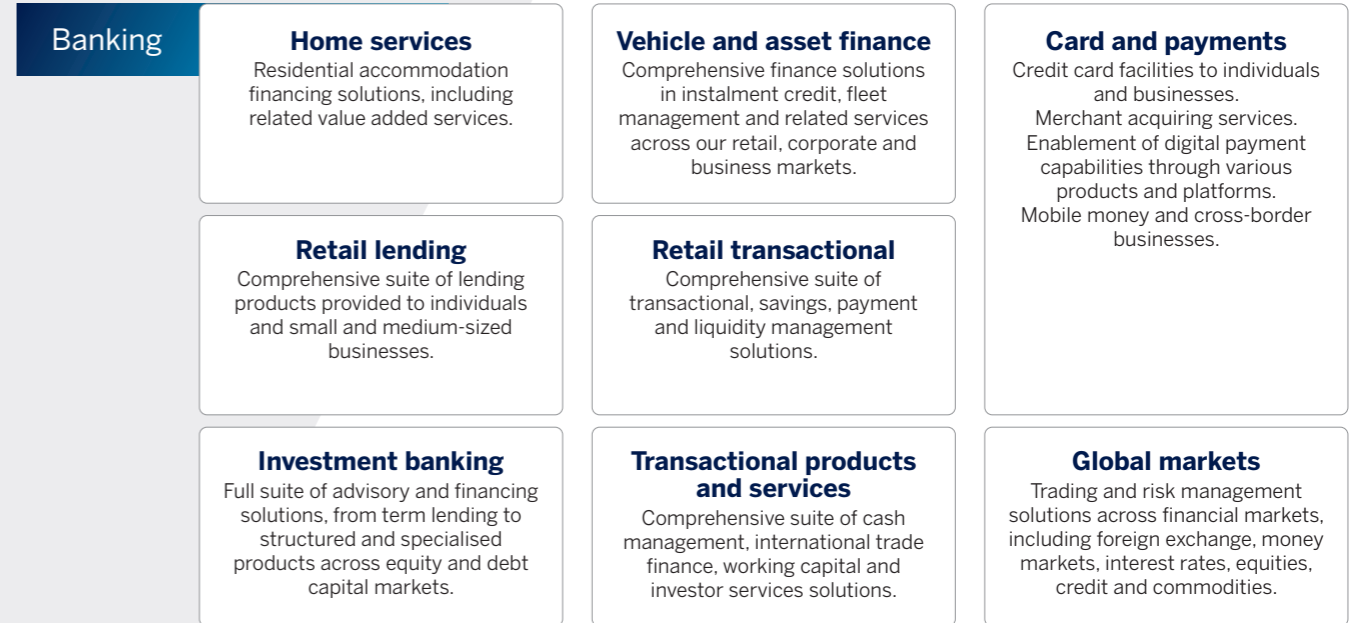 Banking
Home services
Residential accommodation
financing solutions, including
related value added services.
Vehicle and asset finance
Comprehensive finance solutions
in instalment credit, fleet
management and related services
across our retail, corporate and
business markets.
Card and payments
Credit card facilities to individuals
and businesses.
Merchant acquiring services.
Enablement of digital payment
capabilities through various
products and platforms.
Mobile money and cross-border
businesses.
Retail lending
Comprehensive suite of lending
products provided to individuals
and small and medium-sized
businesses.
Retail transactional
Comprehensive suite of
transactional, savings, payment
and liquidity management
solutions.
Investment banking
Full suite of advisory and financing
solutions, from term lending to
structured and specialised
products across equity and debt
capital markets.
Transactional products
and services
Comprehensive suite of cash
management, international trade
finance, working capital and
investor services solutions.
Global markets
Trading and risk management
solutions across financial markets,
including foreign exchange, money
markets, interest rates, equities,
credit and commodities.